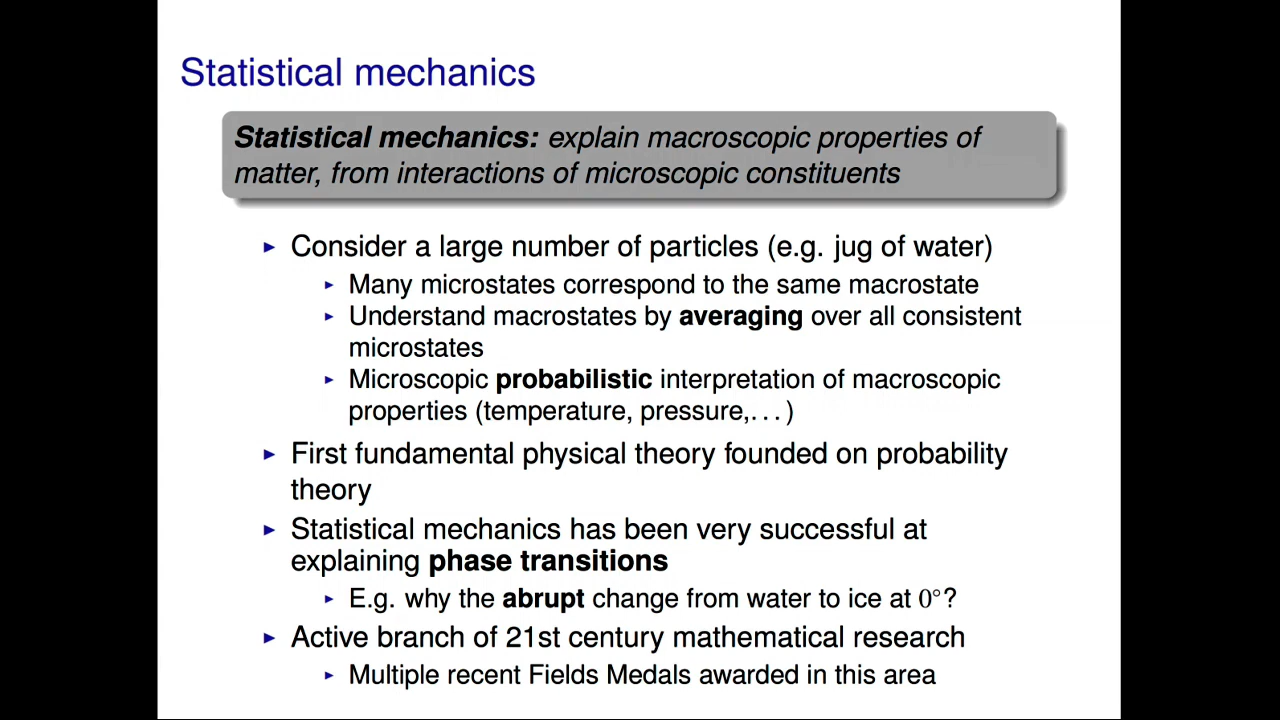 Statistical mechanics
Statistical mechanics: explain macroscopic properties of
matter, from interactions of microscopic constituents
► Consider a large number of particles (e.g. jug of water)
► Many microstates correspond to the same macrostate
► Understand macrostates by averaging over all consistent
microstates
► Microscopic probabilistic interpretation of macroscopic
properties (temperature, pressure,. . . )
► First fundamental physical theory founded on probability
theory
► Statistical mechanics has been very successful at
explaining phase transitions
► E.g. why the abrupt change from water to ice at 0°?
► Active branch of 21st century mathematical research
► Multiple recent Fields Medals awarded in this area